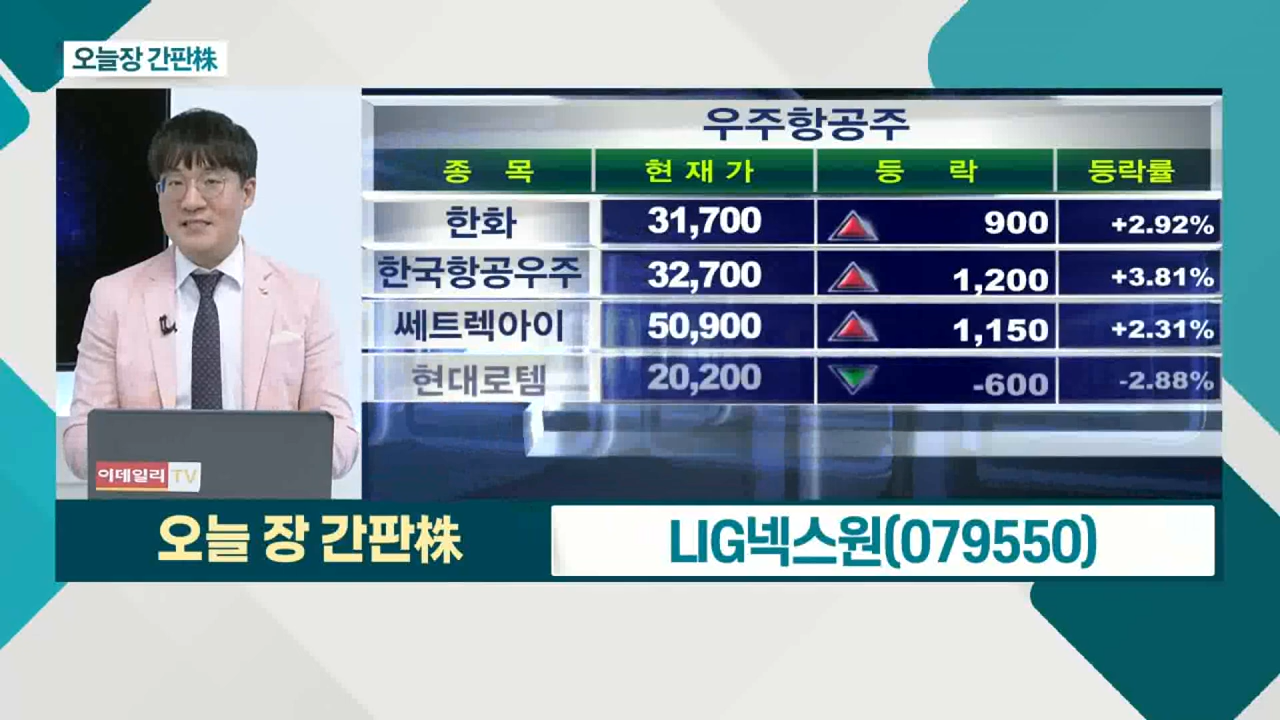 오늘장 간판株
우주항공주
종 목 현 재 가 등 락 등락률
한화 31,700 ▲ 900 +2.92%
한국항공우주 32,700 ▲ 1,200 +3.81%
쎄트렉아이 50,900 ▲ 1,150 +2.31%
현대로템 20,200 ▼ -600 -2.88%
이데일리 TV
오늘 장 간판株 LIG넥스원(079550)